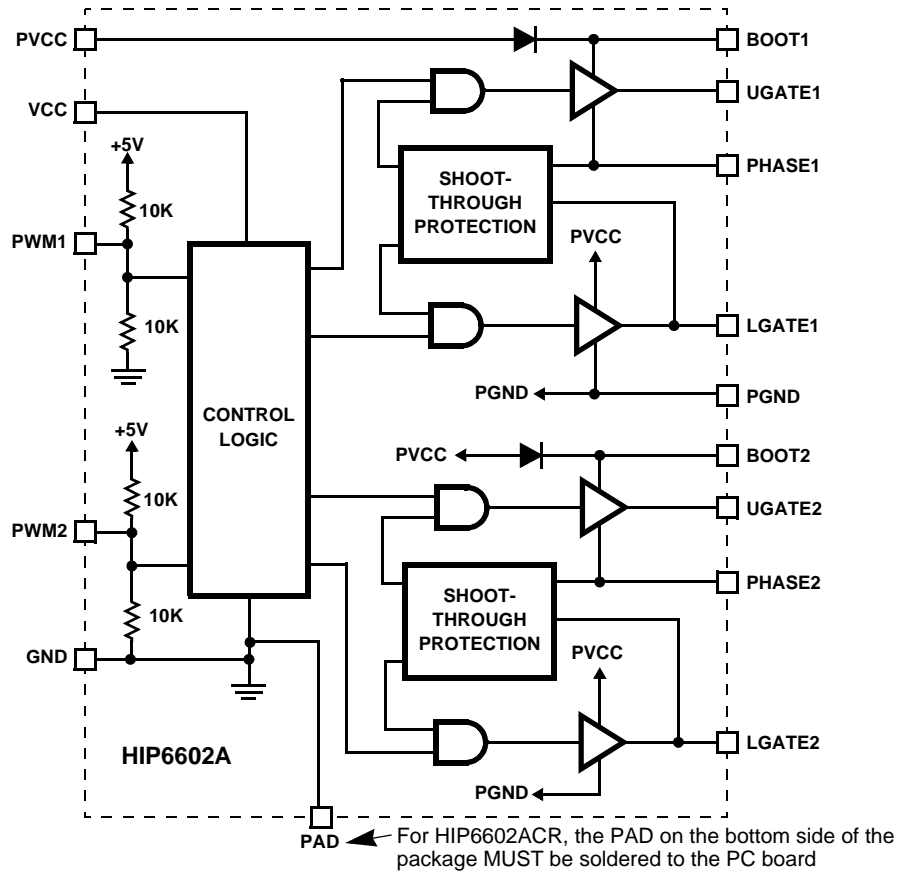 PVCC
BOOT1
UGATE1
VCC
+5V
10K
SHOOT-
THROUGH
PROTECTION
PHASE1
PWM1
PVCC
10K
LGATE1
PGND
PGND
CONTROL
LOGIC
+5V
PVCC
BOOT2
10K
UGATE2
PWM2
PHASE2
SHOOT-
THROUGH
PROTECTION
10K
GND
PVCC
HIP6602A
LGATE2
PGND
PAD
For HIP6602ACR, the PAD on the bottom side of the
package MUST be soldered to the PC board